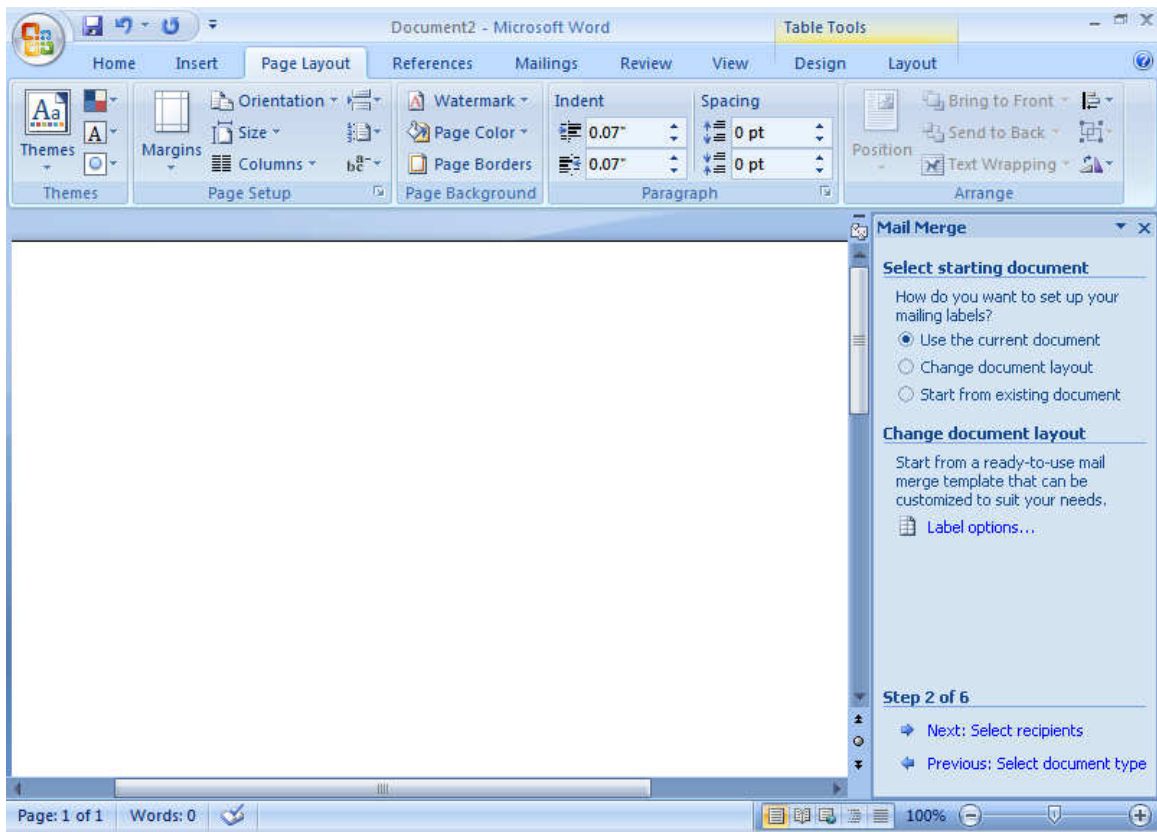 Document2 - Microsoft Word
Table Tools
Home Insert Page Layout References Mailings Review View Design Layout
Aa
Themes
A
Themes
Margins
Orientation
Size
Columns
Page Setup
Watermark
Page Color
Page Borders
Page Background
Indent
0.07"
0.07"
Spacing
0 pt
0 pt
Paragraph
Position
Bring to Front
Send to Back
Text Wrapping
Arrange
Mail Merge
Select starting document
How do you want to set up your
mailing labels?
Use the current document
Change document layout
Start from existing document
Change document layout
Start from a ready-to-use mail
merge template that can be
customized to suit your needs.
Label options...
Step 2 of 6
Next: Select recipients
Previous: Select document type
Page: 1 of 1 Words: 0 100%